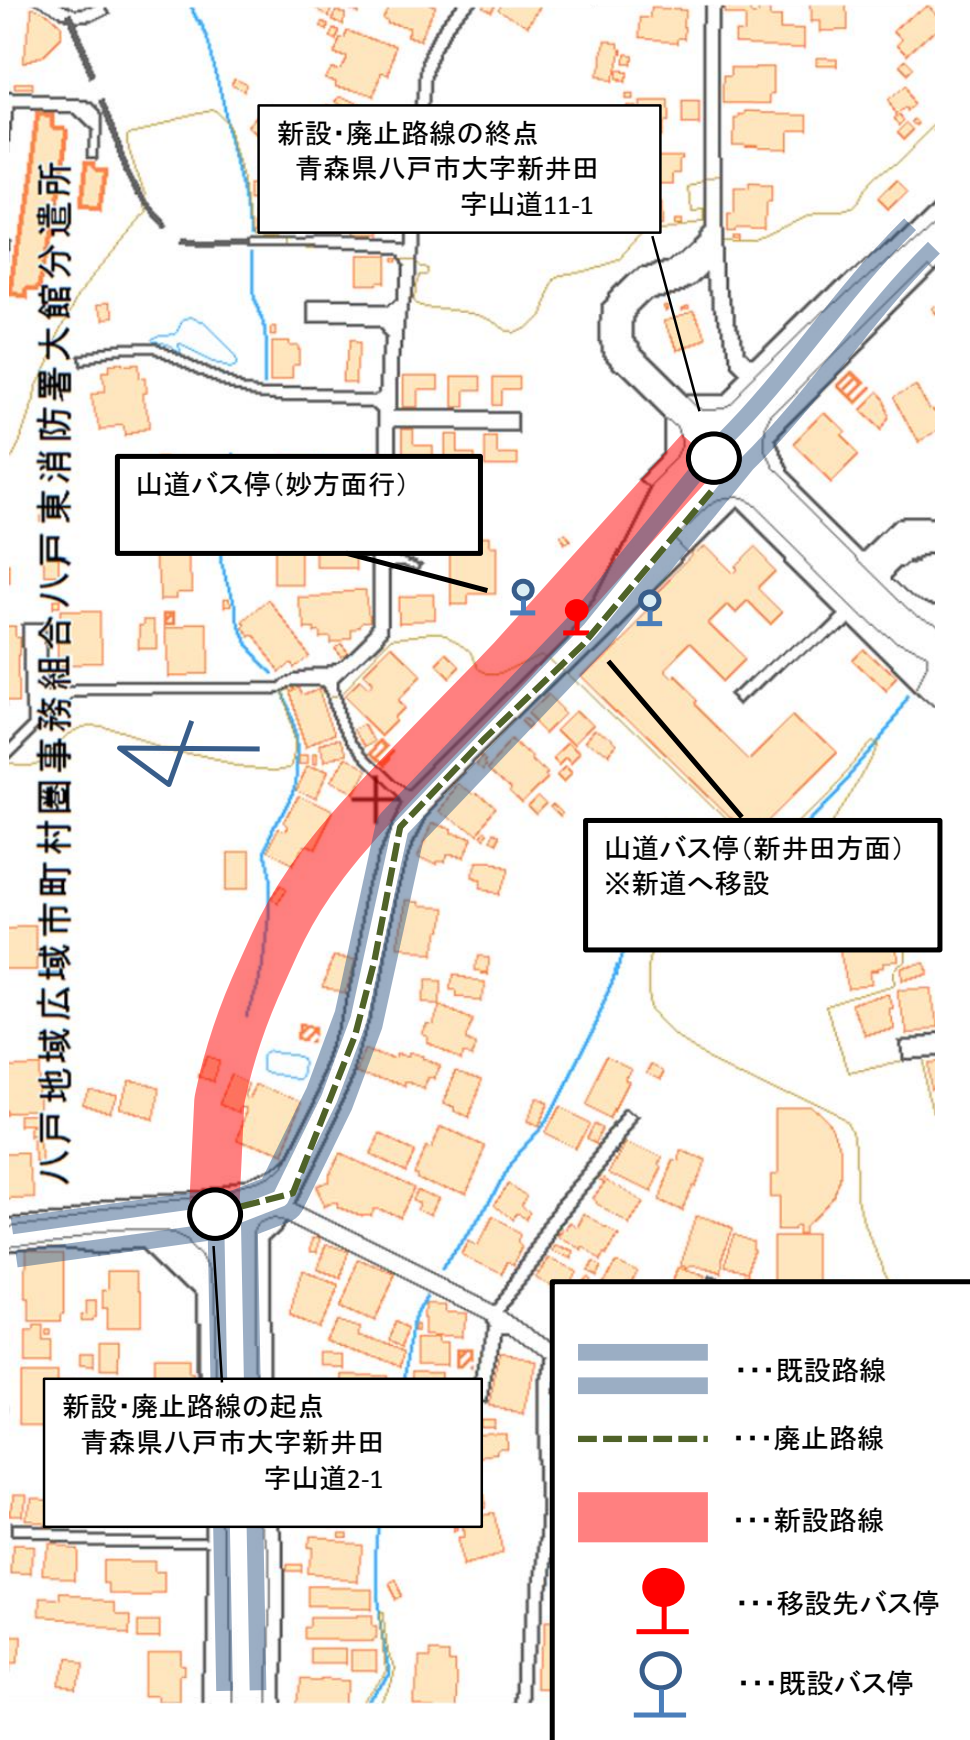 新設・廃止路線の終点
青森県八戸市大字新井田
字山道11-1
八戸地域広域市町村圏事務組合八戸東消防署大館分遣所
山道バス停(妙方面行)
山道バス停(新井田方面)
※新道へ移設
新設・廃止路線の起点
青森県八戸市大字新井田
字山道2-1
･･･既設路線
･･･廃止路線
･･･新設路線
･･･移設先バス停
･･･既設バス停